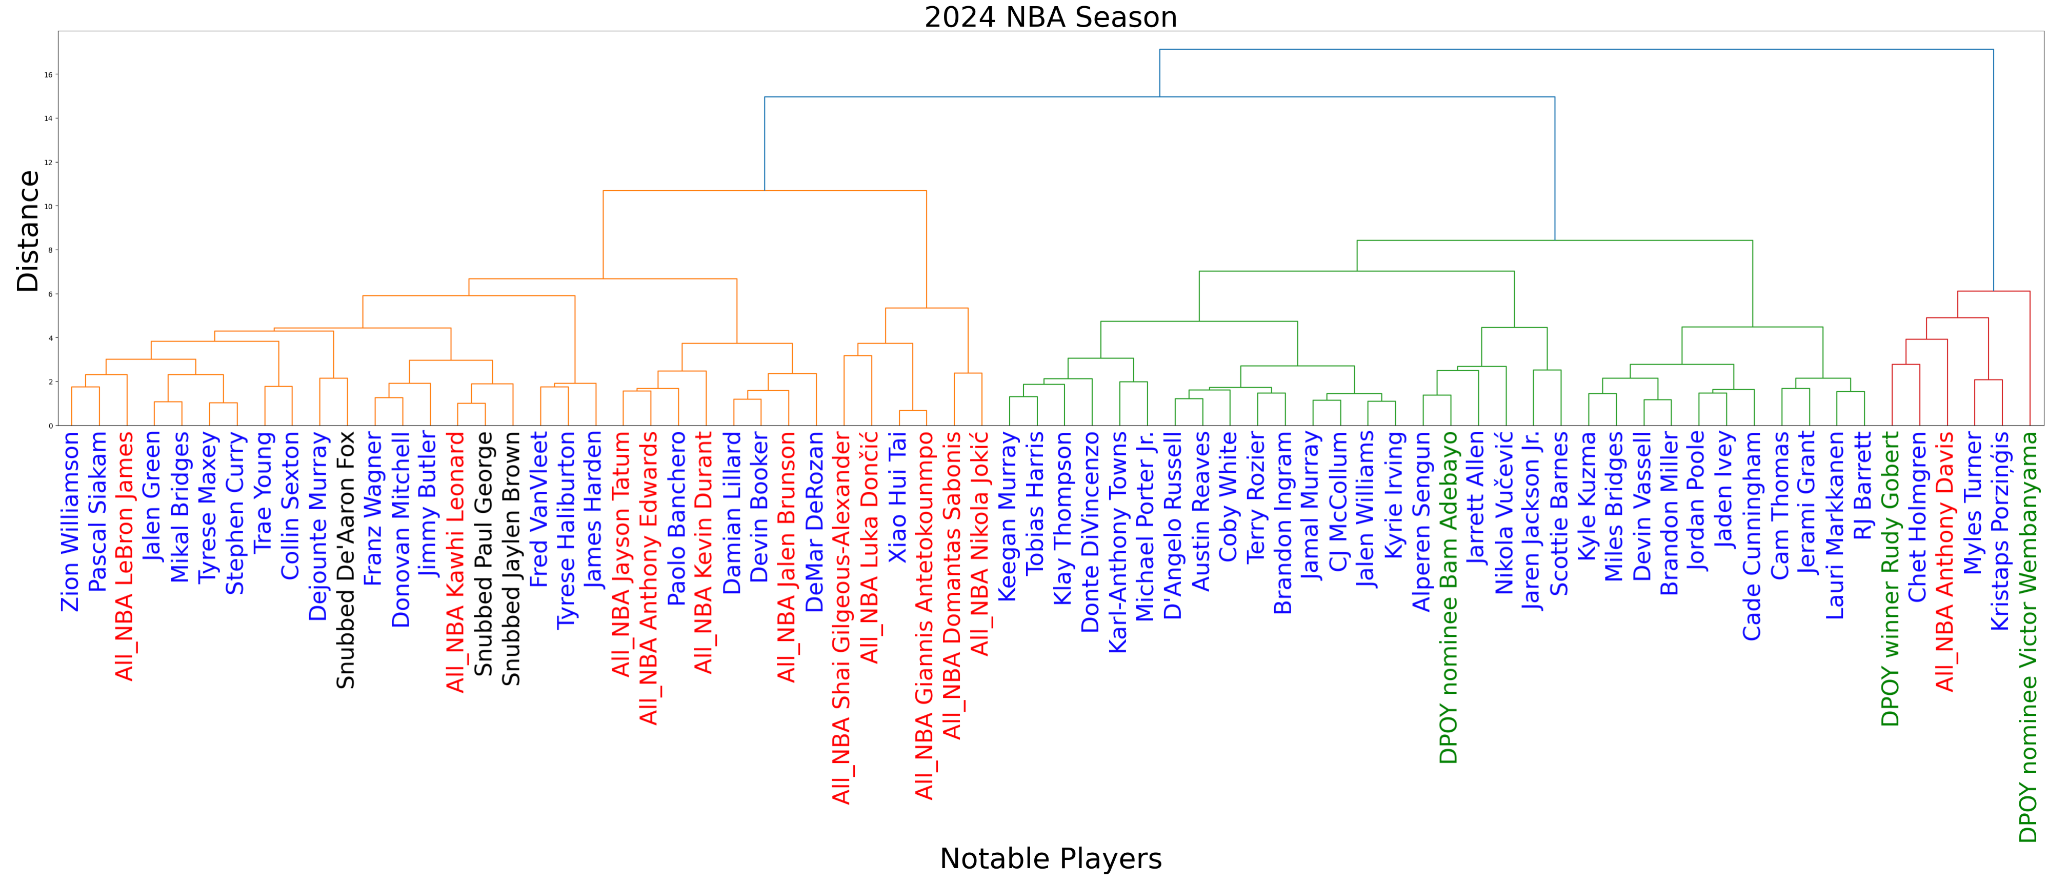 2024 NBA Season
Distance
16
14
12
10
8
6
4
2
0
Zion Williamson
Pascal Siakam
All_NBA LeBron James
Jalen Green
Mikal Bridges
Tyrese Maxey
Stephen Curry
Trae Young
Collin Sexton
Dejounte Murray
Snubbed De'Aaron Fox
Franz Wagner
Donovan Mitchell
Jimmy Butler
All_NBA Kawhi Leonard
Snubbed Paul George
Snubbed Jaylen Brown
Fred VanVleet
Tyrese Haliburton
James Harden
All_NBA Jayson Tatum
All_NBA Anthony Edwards
Paolo Banchero
All_NBA Kevin Durant
Damian Lillard
Devin Booker
All_NBA Jalen Brunson
DeMar DeRozan
All_NBA Shai Gilgeous-Alexander
All_NBA Luka Dončić
Xiao Hui Tai
All_NBA Giannis Antetokounmpo
All_NBA Domantas Sabonis
All_NBA Nikola Jokić
Keegan Murray
Tobias Harris
Klay Thompson
Donte DiVincenzo
Karl-Anthony Towns
Michael Porter Jr.
D'Angelo Russell
Austin Reaves
Coby White
Terry Rozier
Brandon Ingram
Jamal Murray
CJ McCollum
Jalen Williams
Kyrie Irving
Alperen Sengun
DPOY nominee Bam Adebayo
Jarrett Allen
Nikola Vučević
Jaren Jackson Jr.
Scottie Barnes
Kyle Kuzma
Miles Bridges
Devin Vassell
Brandon Miller
Jordan Poole
Jaden Ivey
Cade Cunningham
Cam Thomas
Jerami Grant
Lauri Markkanen
RJ Barrett
DPOY winner Rudy Gobert
Chet Holmgren
All_NBA Anthony Davis
Myles Turner
Kristaps Porziņģis
DPOY nominee Victor Wembanyama
Notable Players